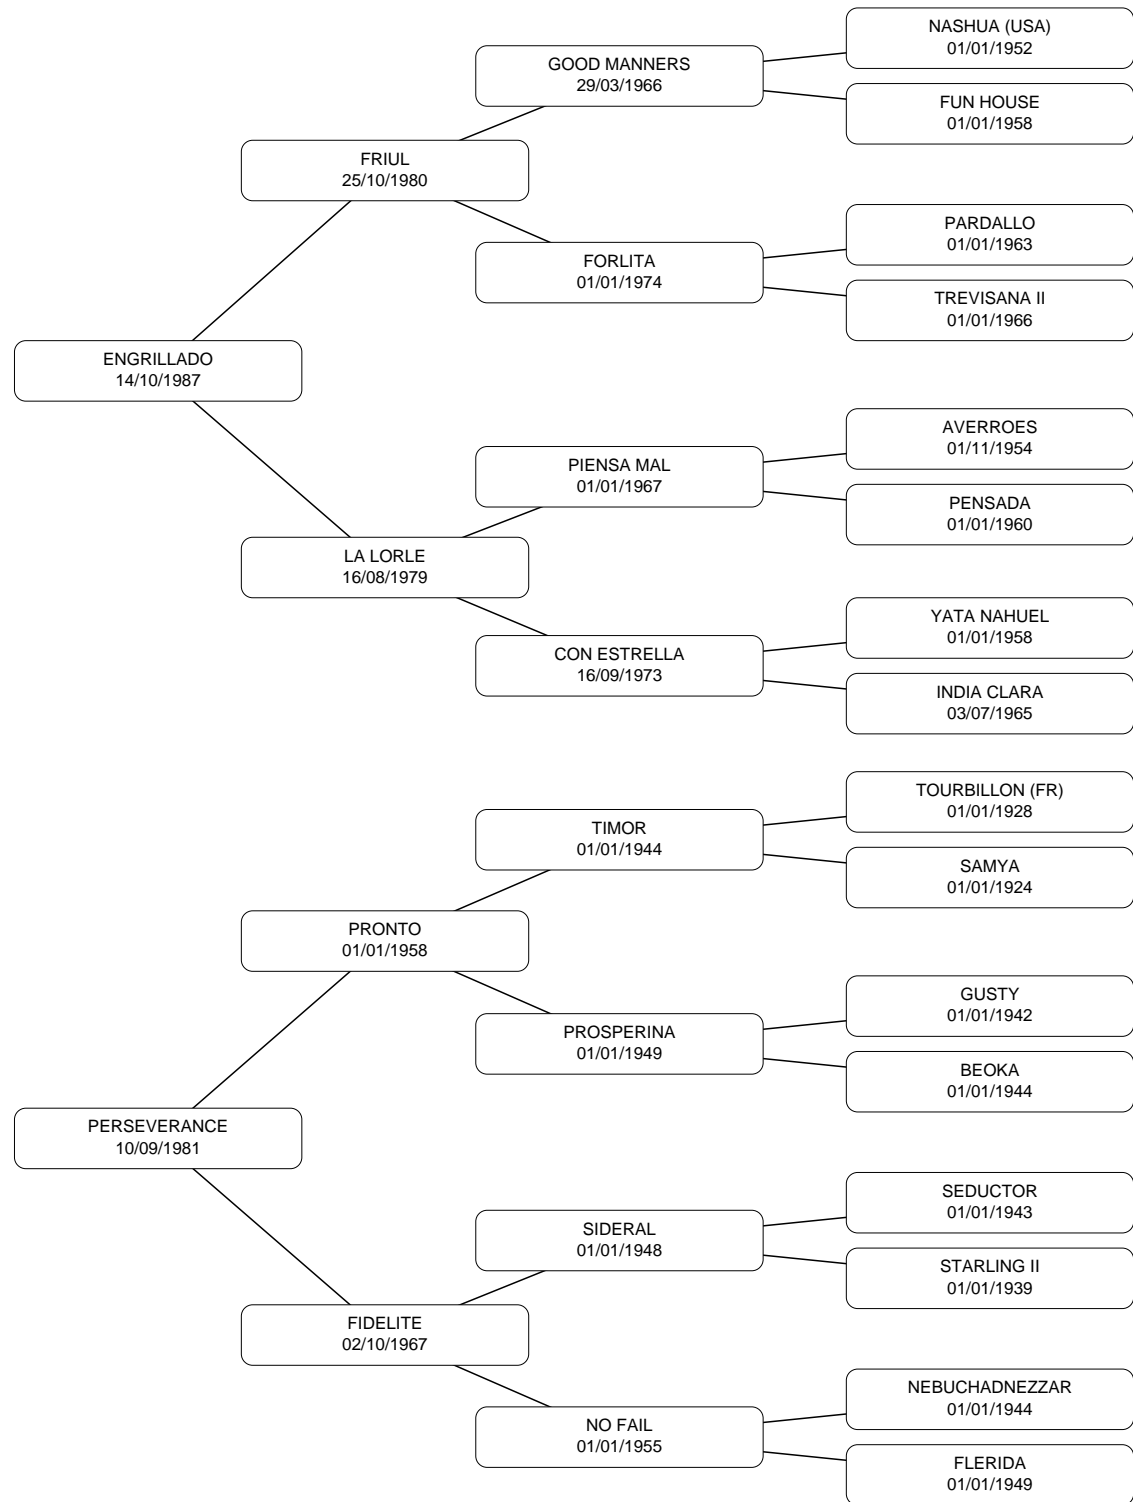 NASHUA (USA)
01/01/1952
GOOD MANNERS
29/03/1966
FUN HOUSE
01/01/1958
FRIUL
25/10/1980
PARDALLO
01/01/1963
FORLITA
01/01/1974
TREVISANA II
01/01/1966
ENGRILLADO
14/10/1987
AVERROES
01/11/1954
PIENSA MAL
01/01/1967
PENSADA
01/01/1960
LA LORLE
16/08/1979
YATA NAHUEL
01/01/1958
CON ESTRELLA
16/09/1973
INDIA CLARA
03/07/1965
TOURBILLON (FR)
01/01/1928
TIMOR
01/01/1944
SAMYA
01/01/1924
PRONTO
01/01/1958
GUSTY
01/01/1942
PROSPERINA
01/01/1949
BEOKA
01/01/1944
PERSEVERANCE
10/09/1981
SEDUCTOR
01/01/1943
SIDERAL
01/01/1948
STARLING II
01/01/1939
FIDELITE
02/10/1967
NEBUCHADNEZZAR
01/01/1944
NO FAIL
01/01/1955
FLERIDA
01/01/1949